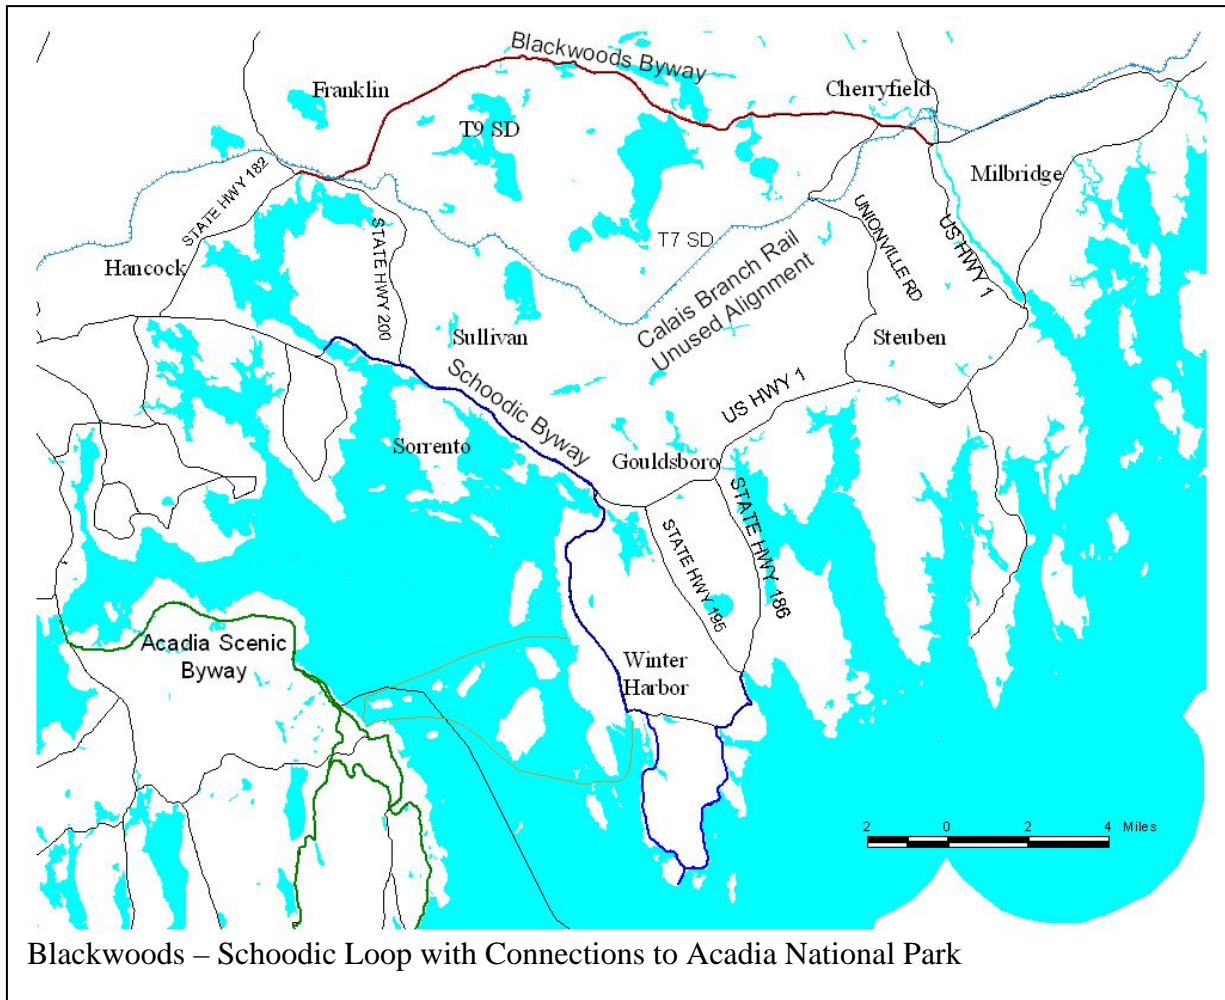 Blackwoods Byway
Franklin
Cherryfield
T9 SD
STATE HWY 182
Milbridge
UNIONVILLE RD
US HWY 1
STATE HWY 200
T7 SD
Hancock
Calais Branch Rail
Unused Alignment
Sullivan
Steuben
Schoodic Byway
US HWY 1
Sorrento
Gouldsboro
STATE HWY 195
STATE HWY 186
Acadia Scenic
Byway
Winter
Harbor
2 0 2 4 Miles
Blackwoods – Schoodic Loop with Connections to Acadia National Park